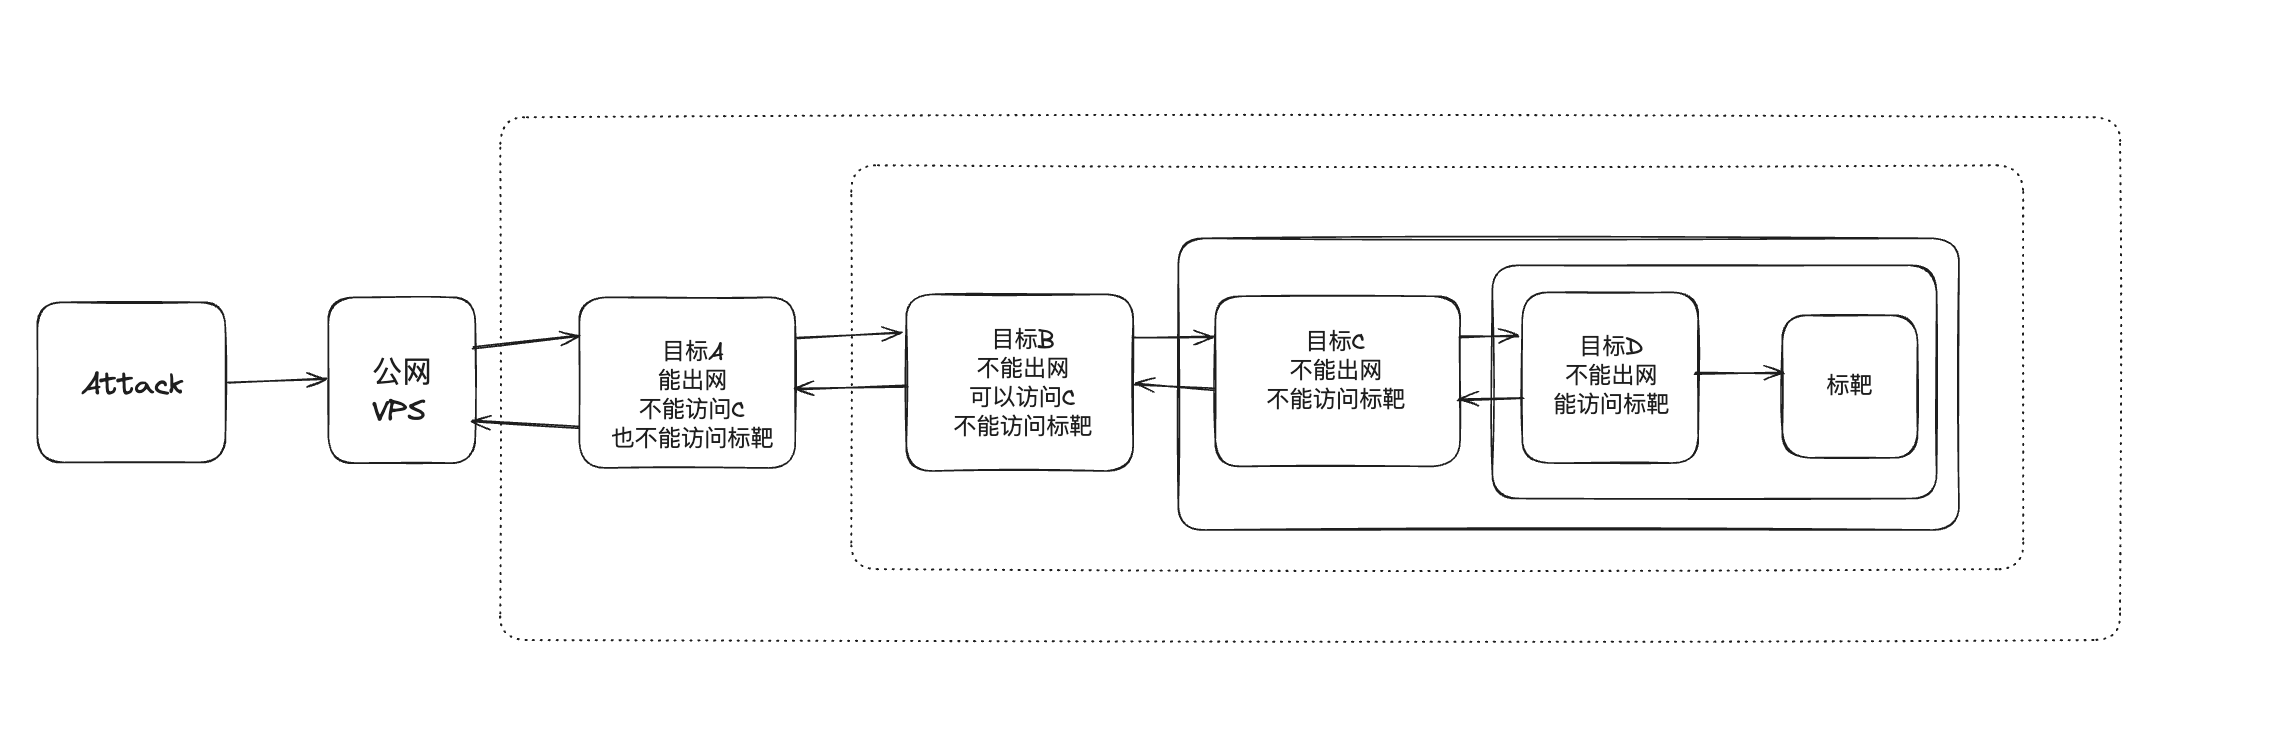 Attack
公网
VPS
目标A
能出网
不能访问C
也不能访问标靶
目标B
不能出网
可以访问C
不能访问标靶
目标C
不能出网
不能访问标靶
目标D
不能出网
能访问标靶
标靶